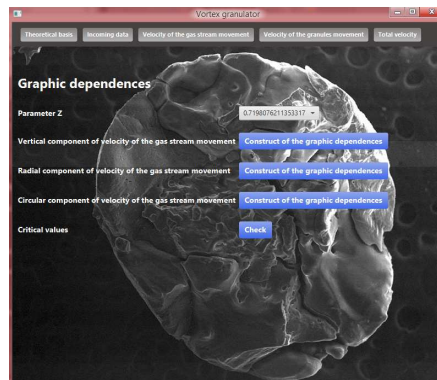 Vortex granulator
Theoretical basis Incoming data Velocity of the gas stream movement Velocity of the granules movement Total velocity
Graphic dependences
Parameter Z 0.7198076211353317
Vertical component of velocity of the gas stream movement Construct of the graphic dependences
Radial component of velocity of the gas stream movement Construct of the graphic dependences
Circular component of velocity of the gas stream movement Construct of the graphic dependences
Critical values Check